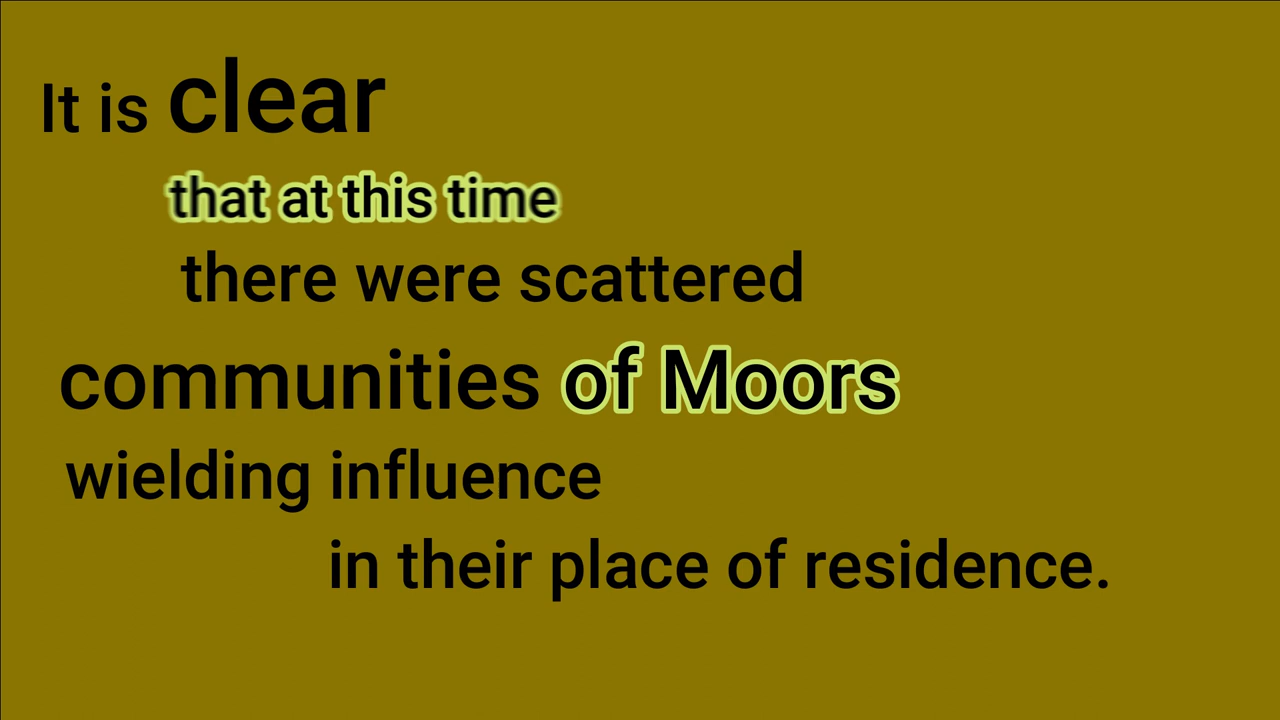 It is clear
that at this time
there were scattered
communities of Moors
wielding influence
in their place of residence.